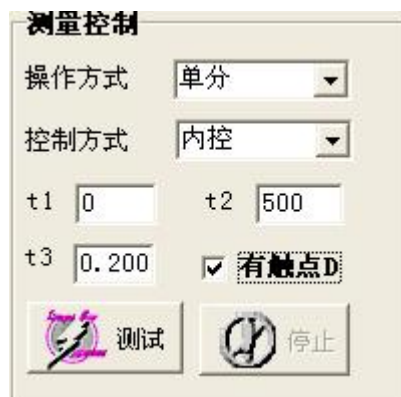 测量控制
操作方式 单分
控制方式 内控
t1 0 t2 500
t3 0.200 有触点D
测试 停止